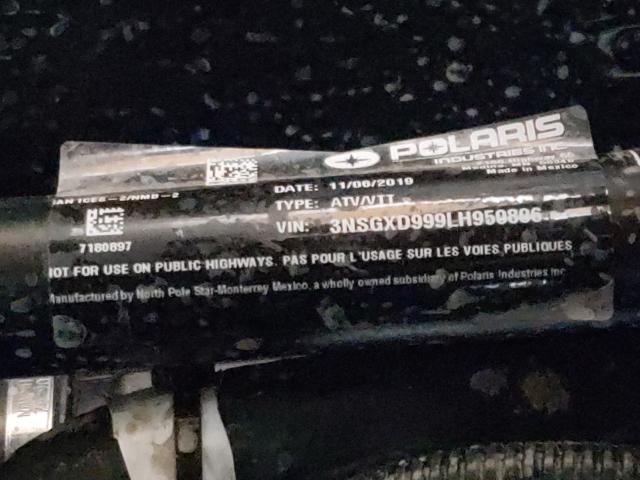 POLARIS
INDUSTRIES INC.
Made in Mexico
DATE: 11/06/2019
TYPE: ATV/VTT
7180897
VIN: 3NSGXD999LH950806
NOT FOR USE ON PUBLIC HIGHWAYS. PAS POUR L'USAGE SUR LES VOIES PUBLIQUES
Manufactured by North Pole Star-Monterrey Mexico, a wholly owned subsidiary of Polaris Industries Inc